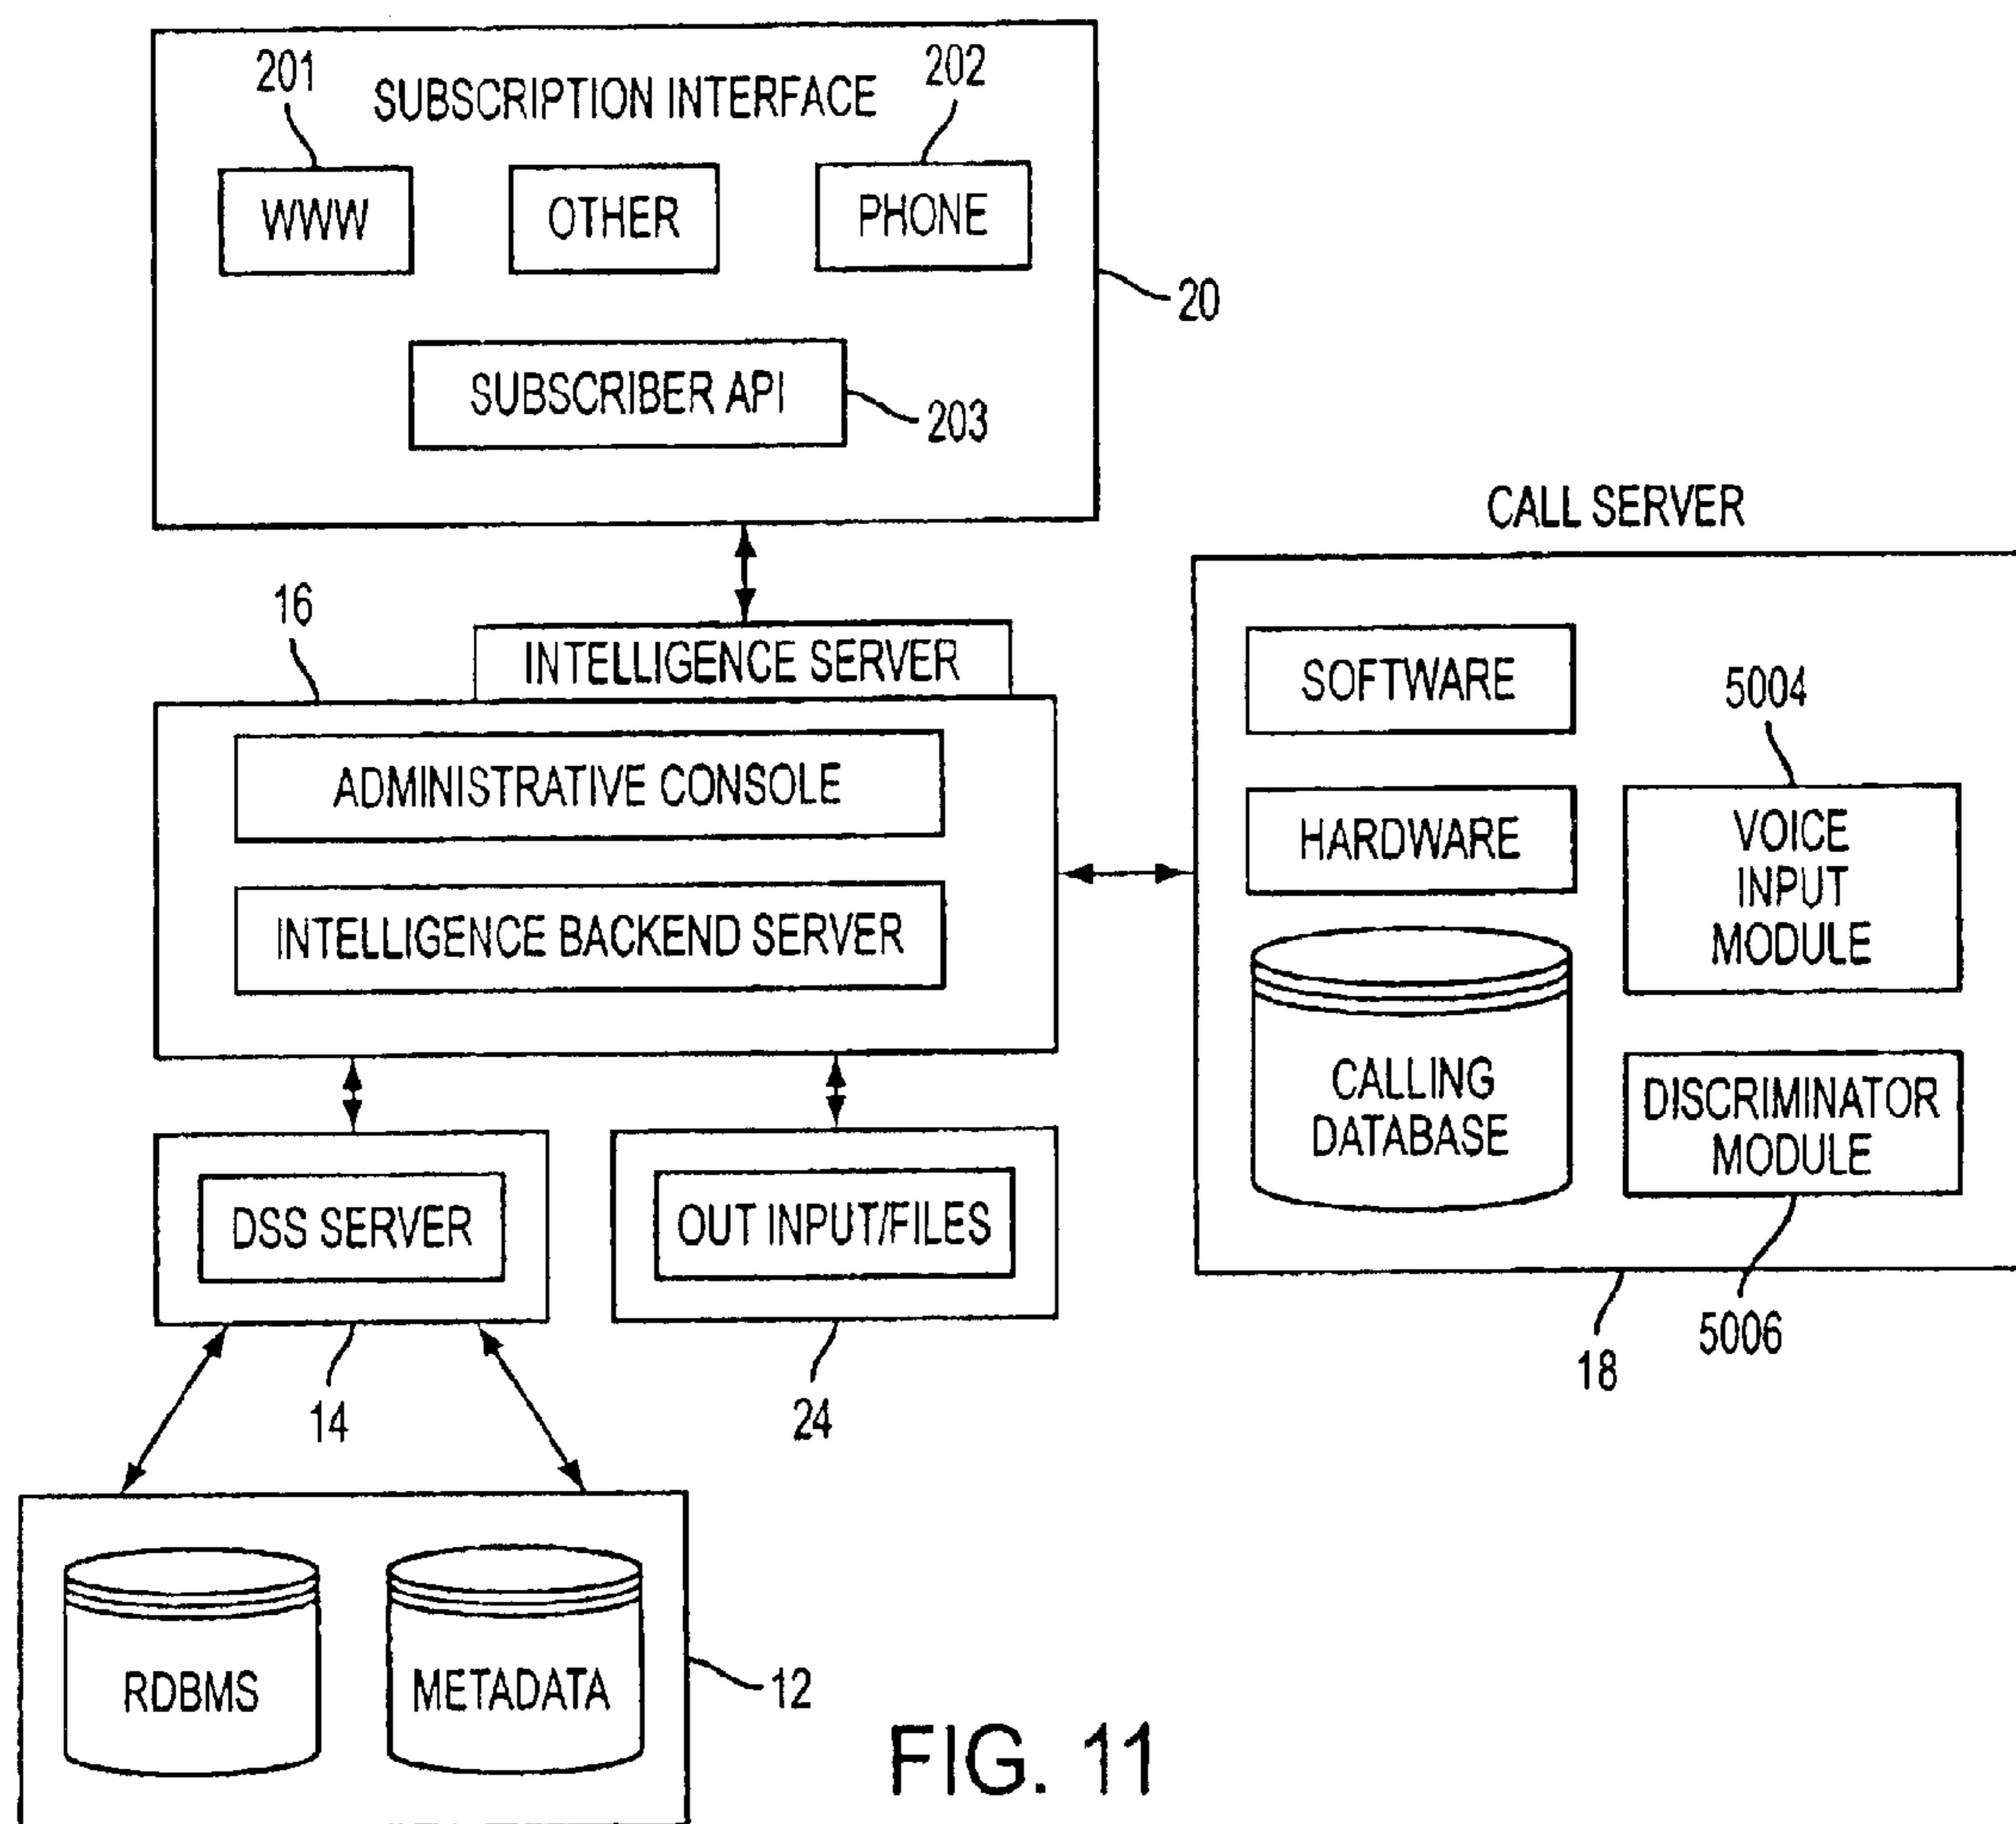 201
SUBSCRIPTION INTERFACE
202
WWW
OTHER
PHONE
20
SUBSCRIBER API
203
CALL SERVER
16
INTELLIGENCE SERVER
ADMINISTRATIVE CONSOLE
INTELLIGENCE BACKEND SERVER
SOFTWARE
HARDWARE
5004
VOICE
INPUT
MODULE
CALLING
DATABASE
DISCRIMINATOR
MODULE
5006
18
DSS SERVER
OUT INPUT/FILES
14
24
RDBMS
METADATA
12
FIG. 11